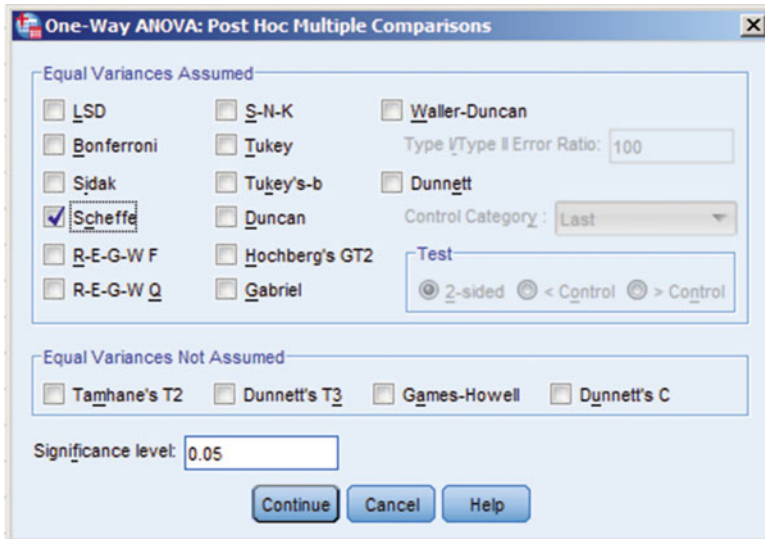 One-Way ANOVA: Post Hoc Multiple Comparisons
Equal Variances Assumed
LSD
S-N-K
Waller-Duncan
Bonferroni
Tukey
Type I/Type II Error Ratio: 100
Sidak
Tukey's-b
Dunnett
Scheffe
Duncan
Control Category : Last
R-E-G-W F
Hochberg's GT2
Test
R-E-G-W Q
Gabriel
2-sided < Control > Control
Equal Variances Not Assumed
Tamhane's T2 Dunnett's T3 Games-Howell Dunnett's C
Significance level: 0.05
Continue Cancel Help